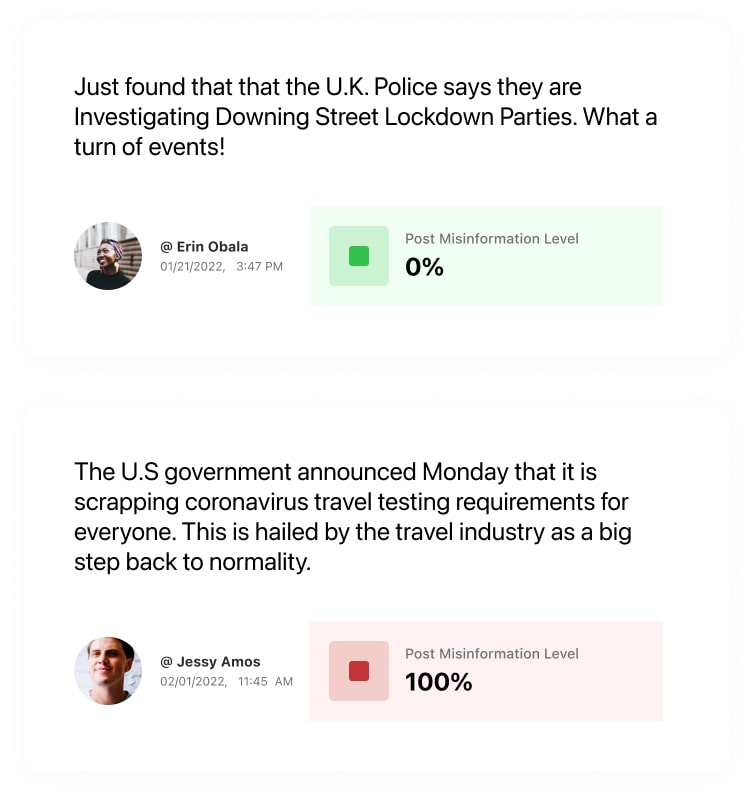 Just found that that the U.K. Police says they are
Investigating Downing Street Lockdown Parties. What a
turn of events!
@ Erin Obala
01/21/2022, 3:47 PM
Post Misinformation Level
0%
The U.S government announced Monday that it is
scrapping coronavirus travel testing requirements for
everyone. This is hailed by the travel industry as a big
step back to normality.
@ Jessy Amos
02/01/2022, 11:45 AM
Post Misinformation Level
100%